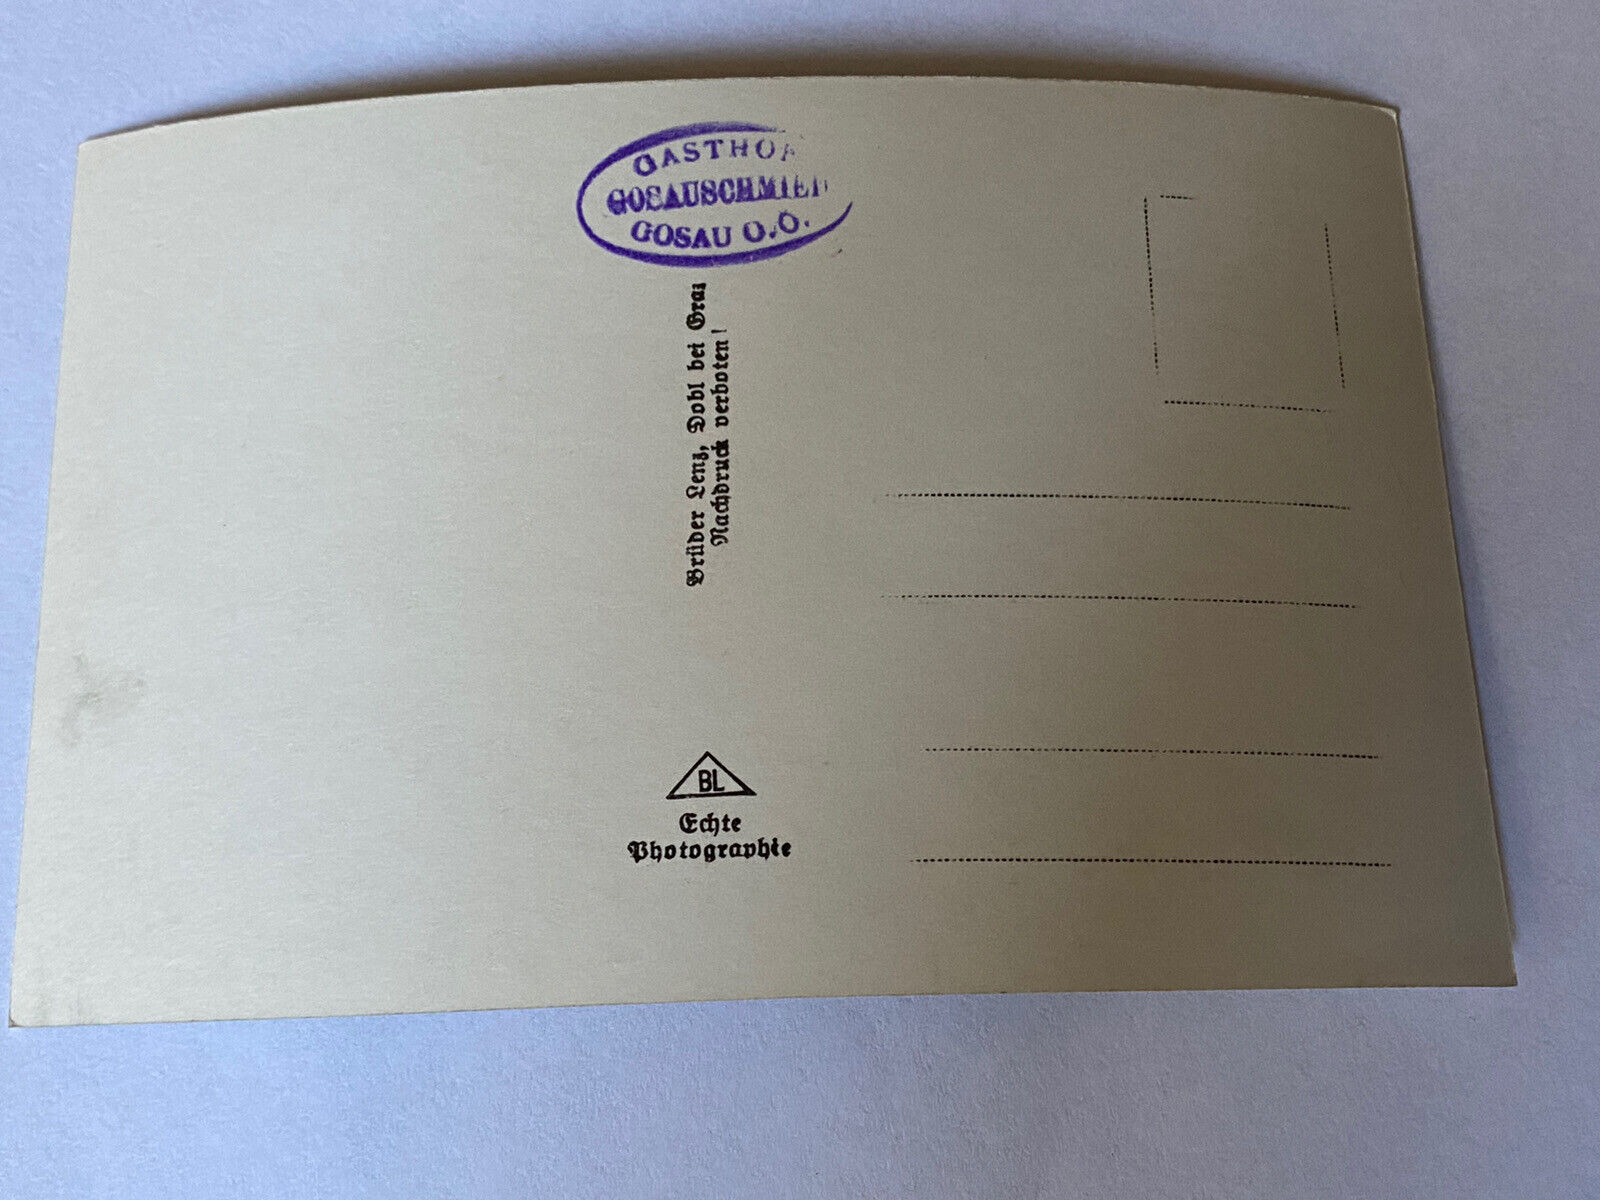 GASTHOF
GOSAUSCHMIED
GOSAU O.Ö.
Brüder Lenz, Dobl bei Graz
Nachdruck verboten!
BL
Echte
Photographie